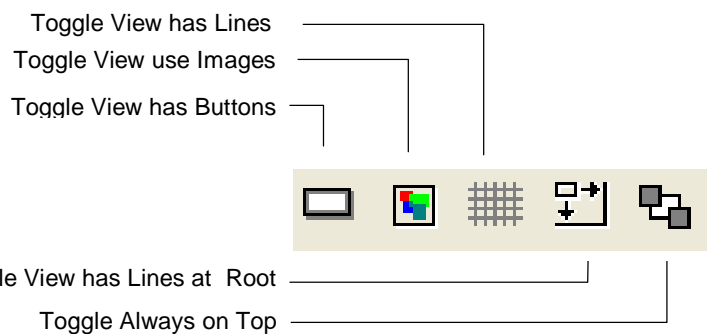 Toggle View has Lines
Toggle View use Images
Toggle View has Buttons
le View has Lines at Root
Toggle Always on Top